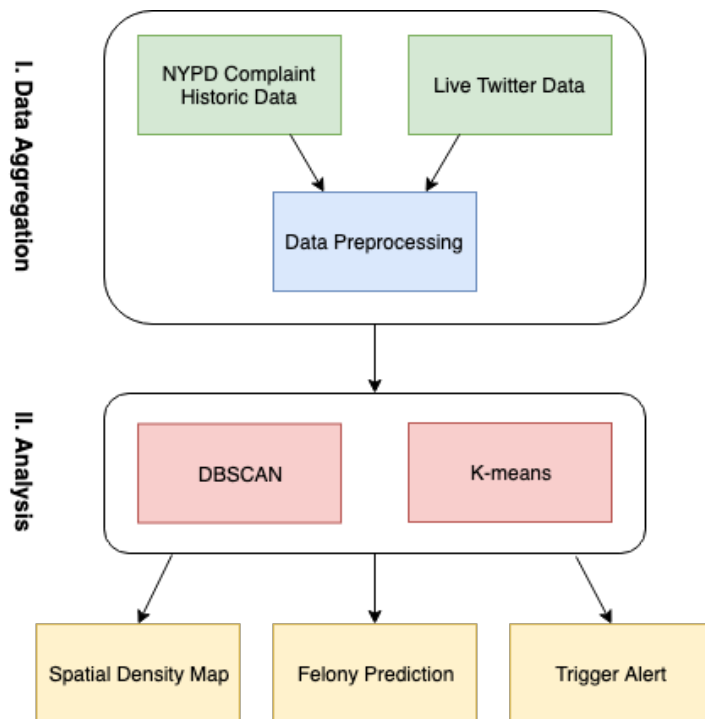 I. Data Aggregation
NYPD Complaint
Historic Data
Live Twitter Data
Data Preprocessing
II. Analysis
DBSCAN
K-means
Spatial Density Map
Felony Prediction
Trigger Alert